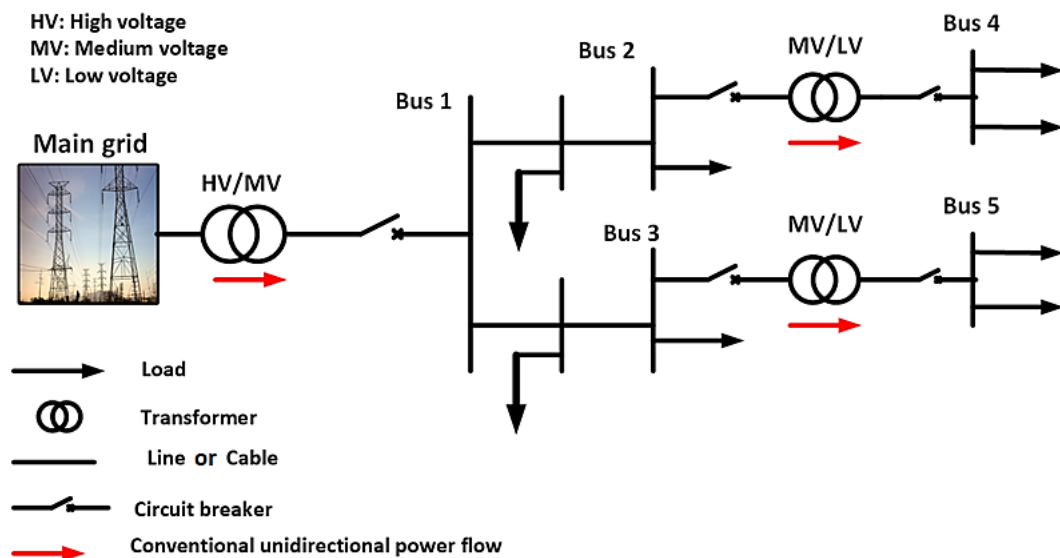 HV: High voltage
MV: Medium voltage
LV: Low voltage
Main grid
HV/MV
Bus 1
Bus 2
MV/LV
Bus 4
Bus 3
MV/LV
Bus 5
Load
Transformer
Line or Cable
Circuit breaker
Conventional unidirectional power flow